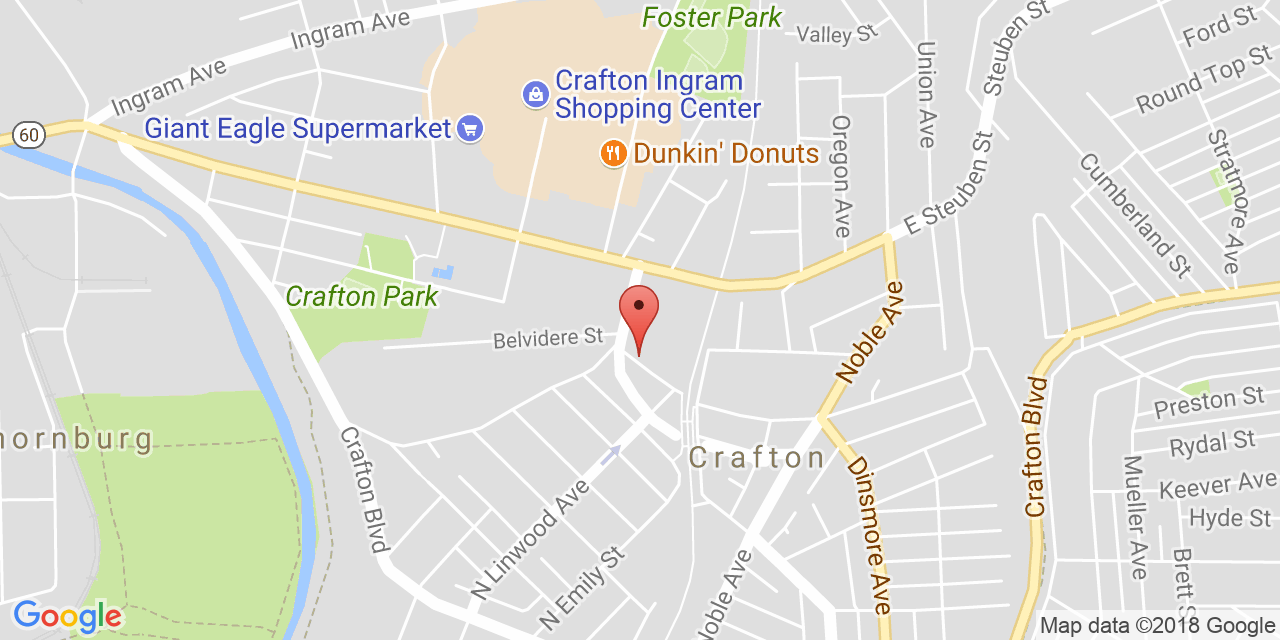 Foster Park
Ingram Ave
Valley St
Steuben St
Ford St
Ingram Ave
Union Ave
Round Top St
Crafton Ingram
Shopping Center
60
Giant Eagle Supermarket
Dunkin' Donuts
Oregon Ave
E Steuben St
Cumberland St
Stratmore Ave
Crafton Park
Belvidere St
Noble Ave
Crafton Blvd
Preston St
hornburg
Rydal St
Crafton
Crafton Blvd
Dinsmore Ave
Mueller Ave
Keever Ave
Hyde St
N Linwood Ave
N Emily St
Noble Ave
Brett S
Google
Map data ©2018 Google